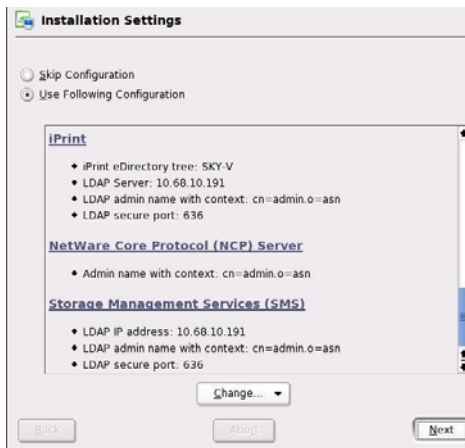 Installation Settings
Skip Configuration
Use Following Configuration
iPrint
iPrint eDirectory tree: SKY-V
LDAP Server: 10.68.10.191
LDAP admin name with context: cn=admin.o=asn
LDAP secure port: 636
NetWare Core Protocol (NCP) Server
Admin name with context: cn=admin.o=asn
Storage Management Services (SMS)
LDAP IP address: 10.68.10.191
LDAP admin name with context: cn=admin.o=asn
LDAP secure port: 636
Change...
Back Abort Next